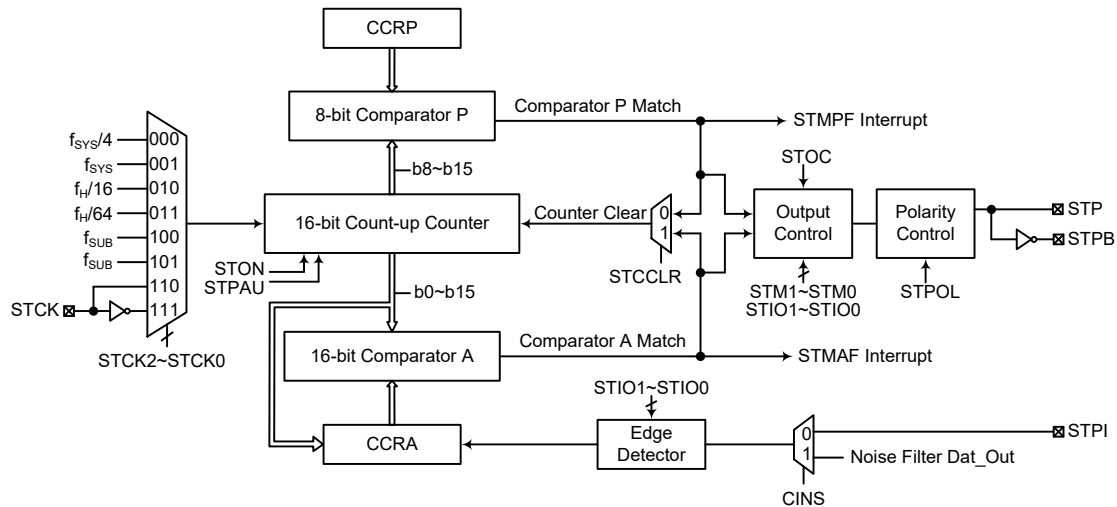 CCRP
8-bit Comparator P
Comparator P Match
STMPF Interrupt
b8~b15
fSYS/4
fSYS
fH/16
fH/64
fSUB
fSUB
000
001
010
011
100
101
110
111
STCK
STCK2~STCK0
16-bit Count-up Counter
STON
STPAU
Counter Clear
0
1
STCCLR
STOC
Output
Control
STM1~STM0
STIO1~STIO0
Polarity
Control
STPOL
STP
STPB
b0~b15
16-bit Comparator A
Comparator A Match
STMAF Interrupt
CCRA
STIO1~STIO0
Edge
Detector
0
1
STPI
Noise Filter Dat_Out
CINS